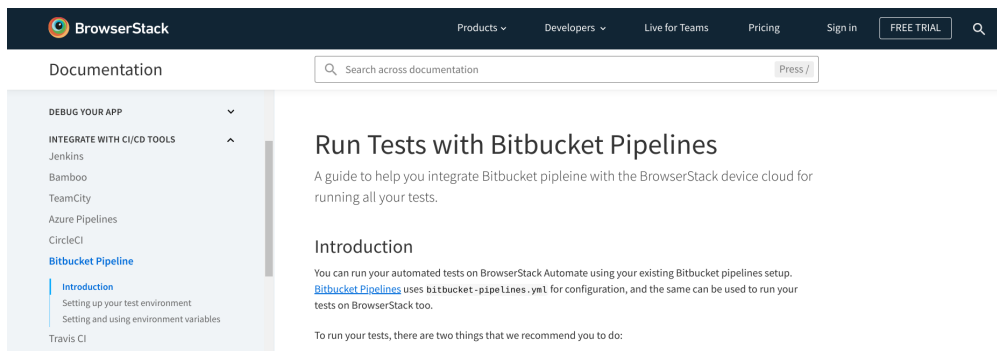 BrowserStack
Products
Developers
Live for Teams
Pricing
Sign in
FREE TRIAL
Documentation
Search across documentation
Press /
DEBUG YOUR APP
INTEGRATE WITH CI/CD TOOLS
Jenkins
Bamboo
TeamCity
Azure Pipelines
CircleCI
Bitbucket Pipeline
Introduction
Setting up your test environment
Setting and using environment variables
Travis CI
Run Tests with Bitbucket Pipelines
A guide to help you integrate Bitbucket pipleine with the BrowserStack device cloud for
running all your tests.
Introduction
You can run your automated tests on BrowserStack Automate using your existing Bitbucket pipelines setup.
Bitbucket Pipelines uses bitbucket-pipelines.yml for configuration, and the same can be used to run your
tests on BrowserStack too.
To run your tests, there are two things that we recommend you to do: